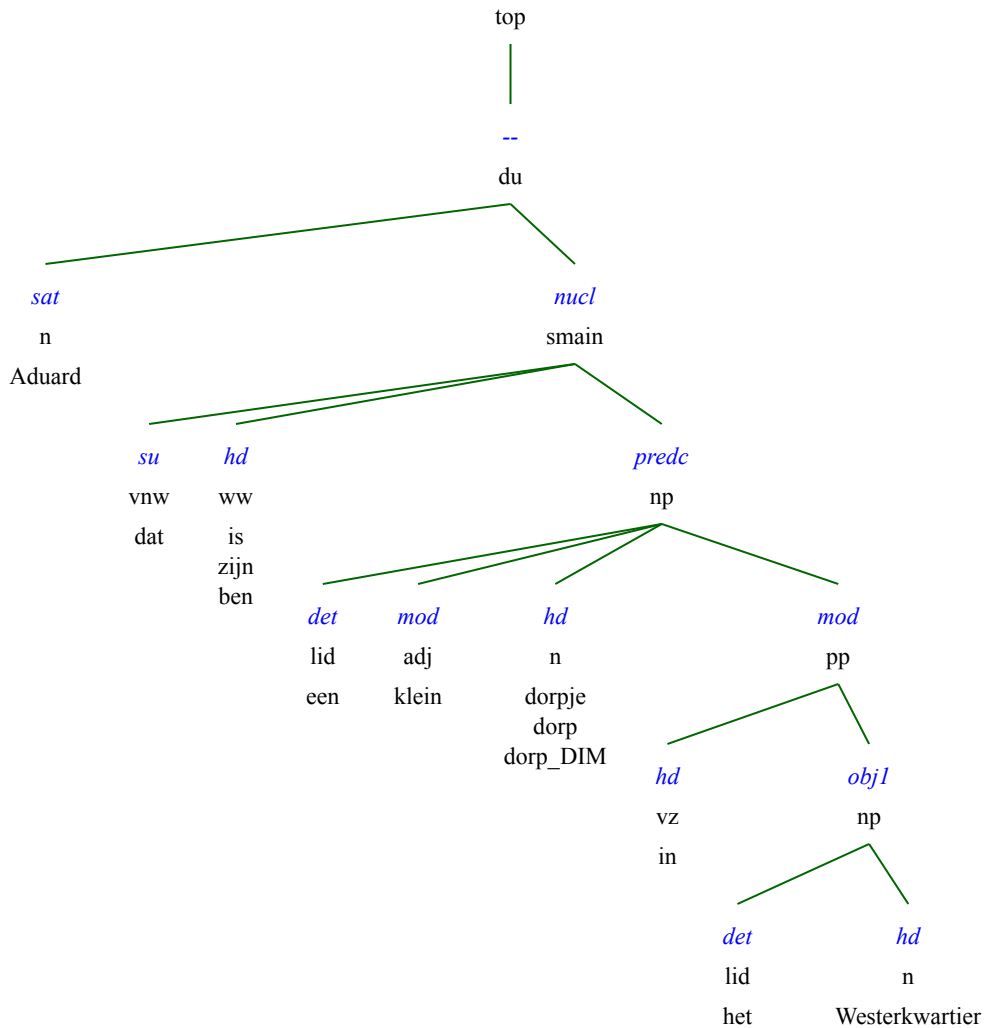 top
--
du
sat nucl
n smain
Aduard
su hd predc
vnw ww np
dat is
zijn
ben
det mod hd mod
lid adj n pp
een klein dorpje
dorp
dorp_DIM
hd obj1
vz np
in
det hd
lid n
het Westerkwartier